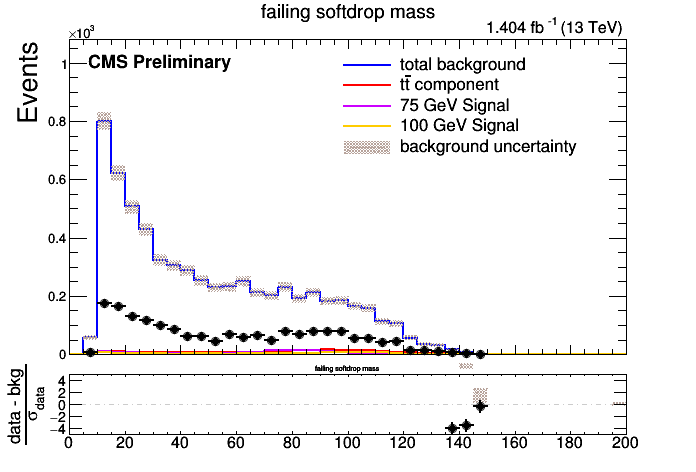 failing softdrop mass
×10³
1.404 fb⁻¹ (13 TeV)
CMS Preliminary
Events
total background
tt̅ component
75 GeV Signal
100 GeV Signal
background uncertainty
1
0.8
0.6
0.4
0.2
0
failing softdrop mass
data - bkg
σdata
4
2
0
−2
−4
0 20 40 60 80 100 120 140 160 180 200